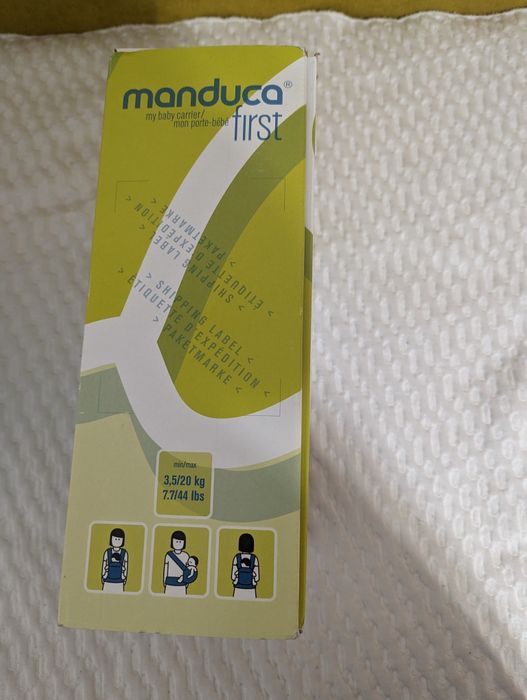 manduca®
my baby carrier/
mon porte-bébé
first
< PAKETMARKE <
< ÉTIQUETTE D'EXPÉDITION <
< SHIPPING LABEL <
> SHIPPING LABEL <
> ÉTIQUETTE D'EXPÉDITION <
> PAKETMARKE <
min/max
3,5/20 kg
7.7/44 lbs